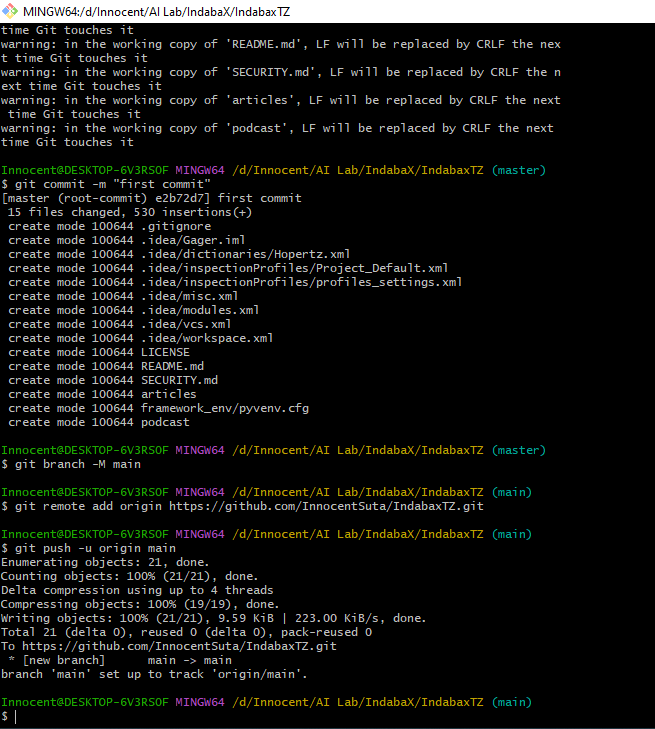 MINGW64:/d/Innocent/AI Lab/IndabaX/IndabaxTZ
time Git touches it
warning: in the working copy of 'README.md', LF will be replaced by CRLF the nex
t time Git touches it
warning: in the working copy of 'SECURITY.md', LF will be replaced by CRLF the n
ext time Git touches it
warning: in the working copy of 'articles', LF will be replaced by CRLF the next
 time Git touches it
warning: in the working copy of 'podcast', LF will be replaced by CRLF the next
time Git touches it
Innocent@DESKTOP-6V3RSOF MINGW64 /d/Innocent/AI Lab/IndabaX/IndabaxTZ (master)
$ git commit -m "first commit"
[master (root-commit) e2b72d7] first commit
 15 files changed, 530 insertions(+)
 create mode 100644 .gitignore
 create mode 100644 .idea/Gager.iml
 create mode 100644 .idea/dictionaries/Hopertz.xml
 create mode 100644 .idea/inspectionProfiles/Project_Default.xml
 create mode 100644 .idea/inspectionProfiles/profiles_settings.xml
 create mode 100644 .idea/misc.xml
 create mode 100644 .idea/modules.xml
 create mode 100644 .idea/vcs.xml
 create mode 100644 .idea/workspace.xml
 create mode 100644 LICENSE
 create mode 100644 README.md
 create mode 100644 SECURITY.md
 create mode 100644 articles
 create mode 100644 framework_env/pyvenv.cfg
 create mode 100644 podcast
Innocent@DESKTOP-6V3RSOF MINGW64 /d/Innocent/AI Lab/IndabaX/IndabaxTZ (master)
$ git branch -M main
Innocent@DESKTOP-6V3RSOF MINGW64 /d/Innocent/AI Lab/IndabaX/IndabaxTZ (main)
$ git remote add origin https://github.com/InnocentSuta/IndabaxTZ.git
Innocent@DESKTOP-6V3RSOF MINGW64 /d/Innocent/AI Lab/IndabaX/IndabaxTZ (main)
$ git push -u origin main
Enumerating objects: 21, done.
Counting objects: 100% (21/21), done.
Delta compression using up to 4 threads
Compressing objects: 100% (19/19), done.
Writing objects: 100% (21/21), 9.59 KiB | 223.00 KiB/s, done.
Total 21 (delta 0), reused 0 (delta 0), pack-reused 0
To https://github.com/InnocentSuta/IndabaxTZ.git
 * [new branch]      main -> main
branch 'main' set up to track 'origin/main'.
Innocent@DESKTOP-6V3RSOF MINGW64 /d/Innocent/AI Lab/IndabaX/IndabaxTZ (main)
$